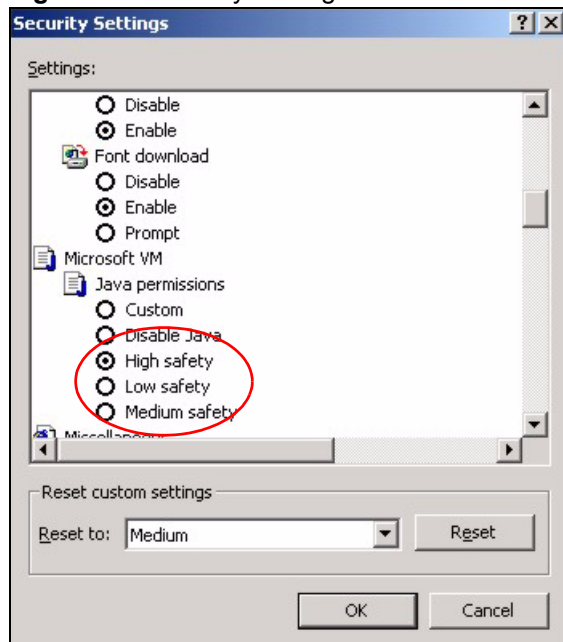 Security Settings
Settings:
Disable
Enable
Font download
Disable
Enable
Prompt
Microsoft VM
Java permissions
Custom
Disable Java
High safety
Low safety
Medium safety
Miscellaneous
Reset custom settings
Reset to: Medium Reset
OK Cancel